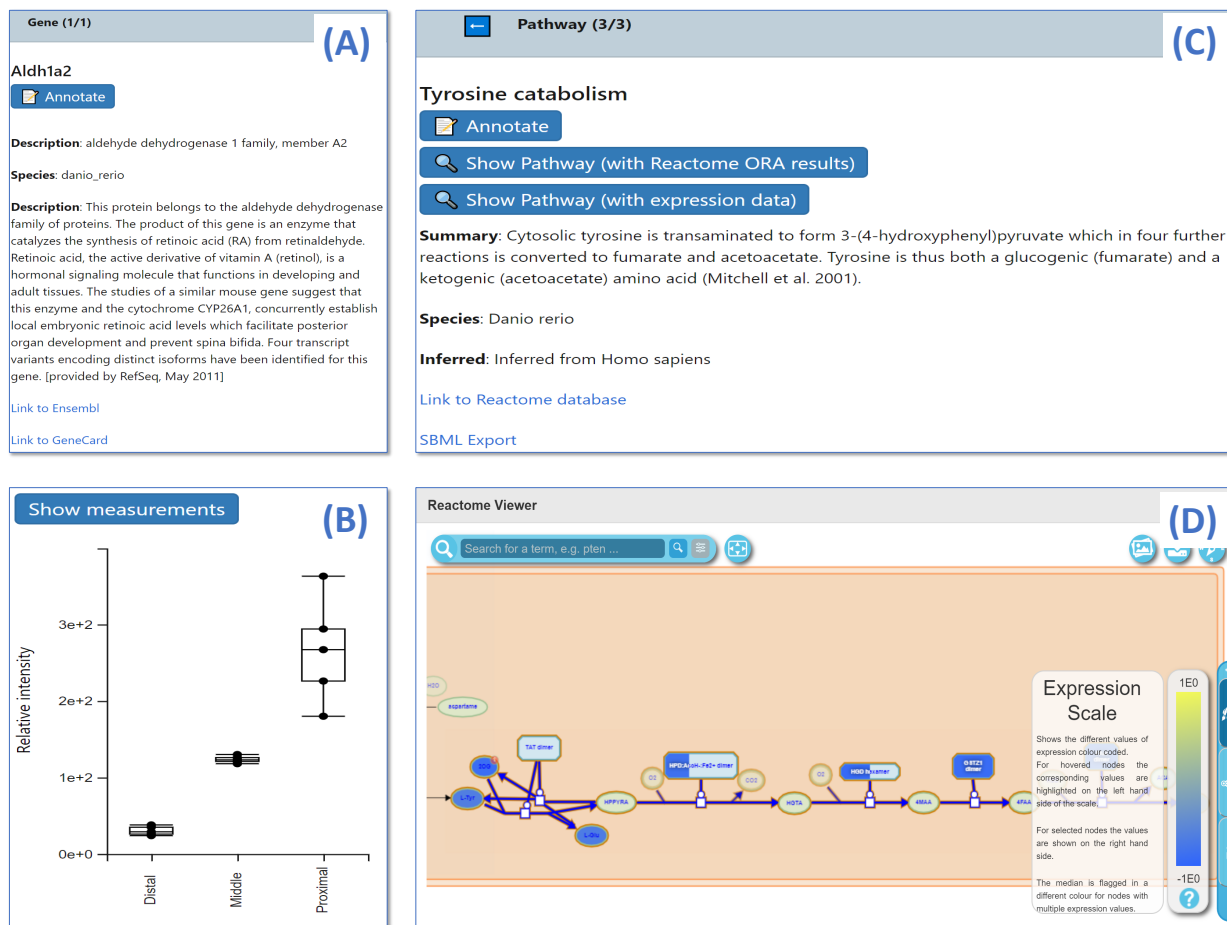 Gene (1/1)
(A)
Aldh1a2
Annotate
Description: aldehyde dehydrogenase 1 family, member A2
Species: danio_rerio
Description: This protein belongs to the aldehyde dehydrogenase
family of proteins. The product of this gene is an enzyme that
catalyzes the synthesis of retinoic acid (RA) from retinaldehyde.
Retinoic acid, the active derivative of vitamin A (retinol), is a
hormonal signaling molecule that functions in developing and
adult tissues. The studies of a similar mouse gene suggest that
this enzyme and the cytochrome CYP26A1, concurrently establish
local embryonic retinoic acid levels which facilitate posterior
organ development and prevent spina bifida. Four transcript
variants encoding distinct isoforms have been identified for this
gene. [provided by RefSeq, May 2011]
Link to Ensembl
Link to GeneCard
Pathway (3/3)
(C)
Tyrosine catabolism
Annotate
Show Pathway (with Reactome ORA results)
Show Pathway (with expression data)
Summary: Cytosolic tyrosine is transaminated to form 3-(4-hydroxyphenyl)pyruvate which in four further
reactions is converted to fumarate and acetoacetate. Tyrosine is thus both a glucogenic (fumarate) and a
ketogenic (acetoacetate) amino acid (Mitchell et al. 2001).
Species: Danio rerio
Inferred: Inferred from Homo sapiens
Link to Reactome database
SBML Export
Show measurements
(B)
Relative intensity
3e+2
2e+2
1e+2
0e+0
Distal
Middle
Proximal
Reactome Viewer
(D)
Search for a term, e.g. pten ...
H2O
aspartame
TAT dimer
L-Tyr
L-Glu
HPPYRA
O2
CO2
HGTA
O2
HGD hexamer
4MAA
GSTZ1
dimer
4FAA
Expression
Scale
Shows the different values of
expression colour coded.
For hovered nodes the
corresponding values are
highlighted on the left hand
side of the scale.
For selected nodes the values
are shown on the right hand
side.
The median is flagged in a
different colour for nodes with
multiple expression values.
1E0
-1E0
?